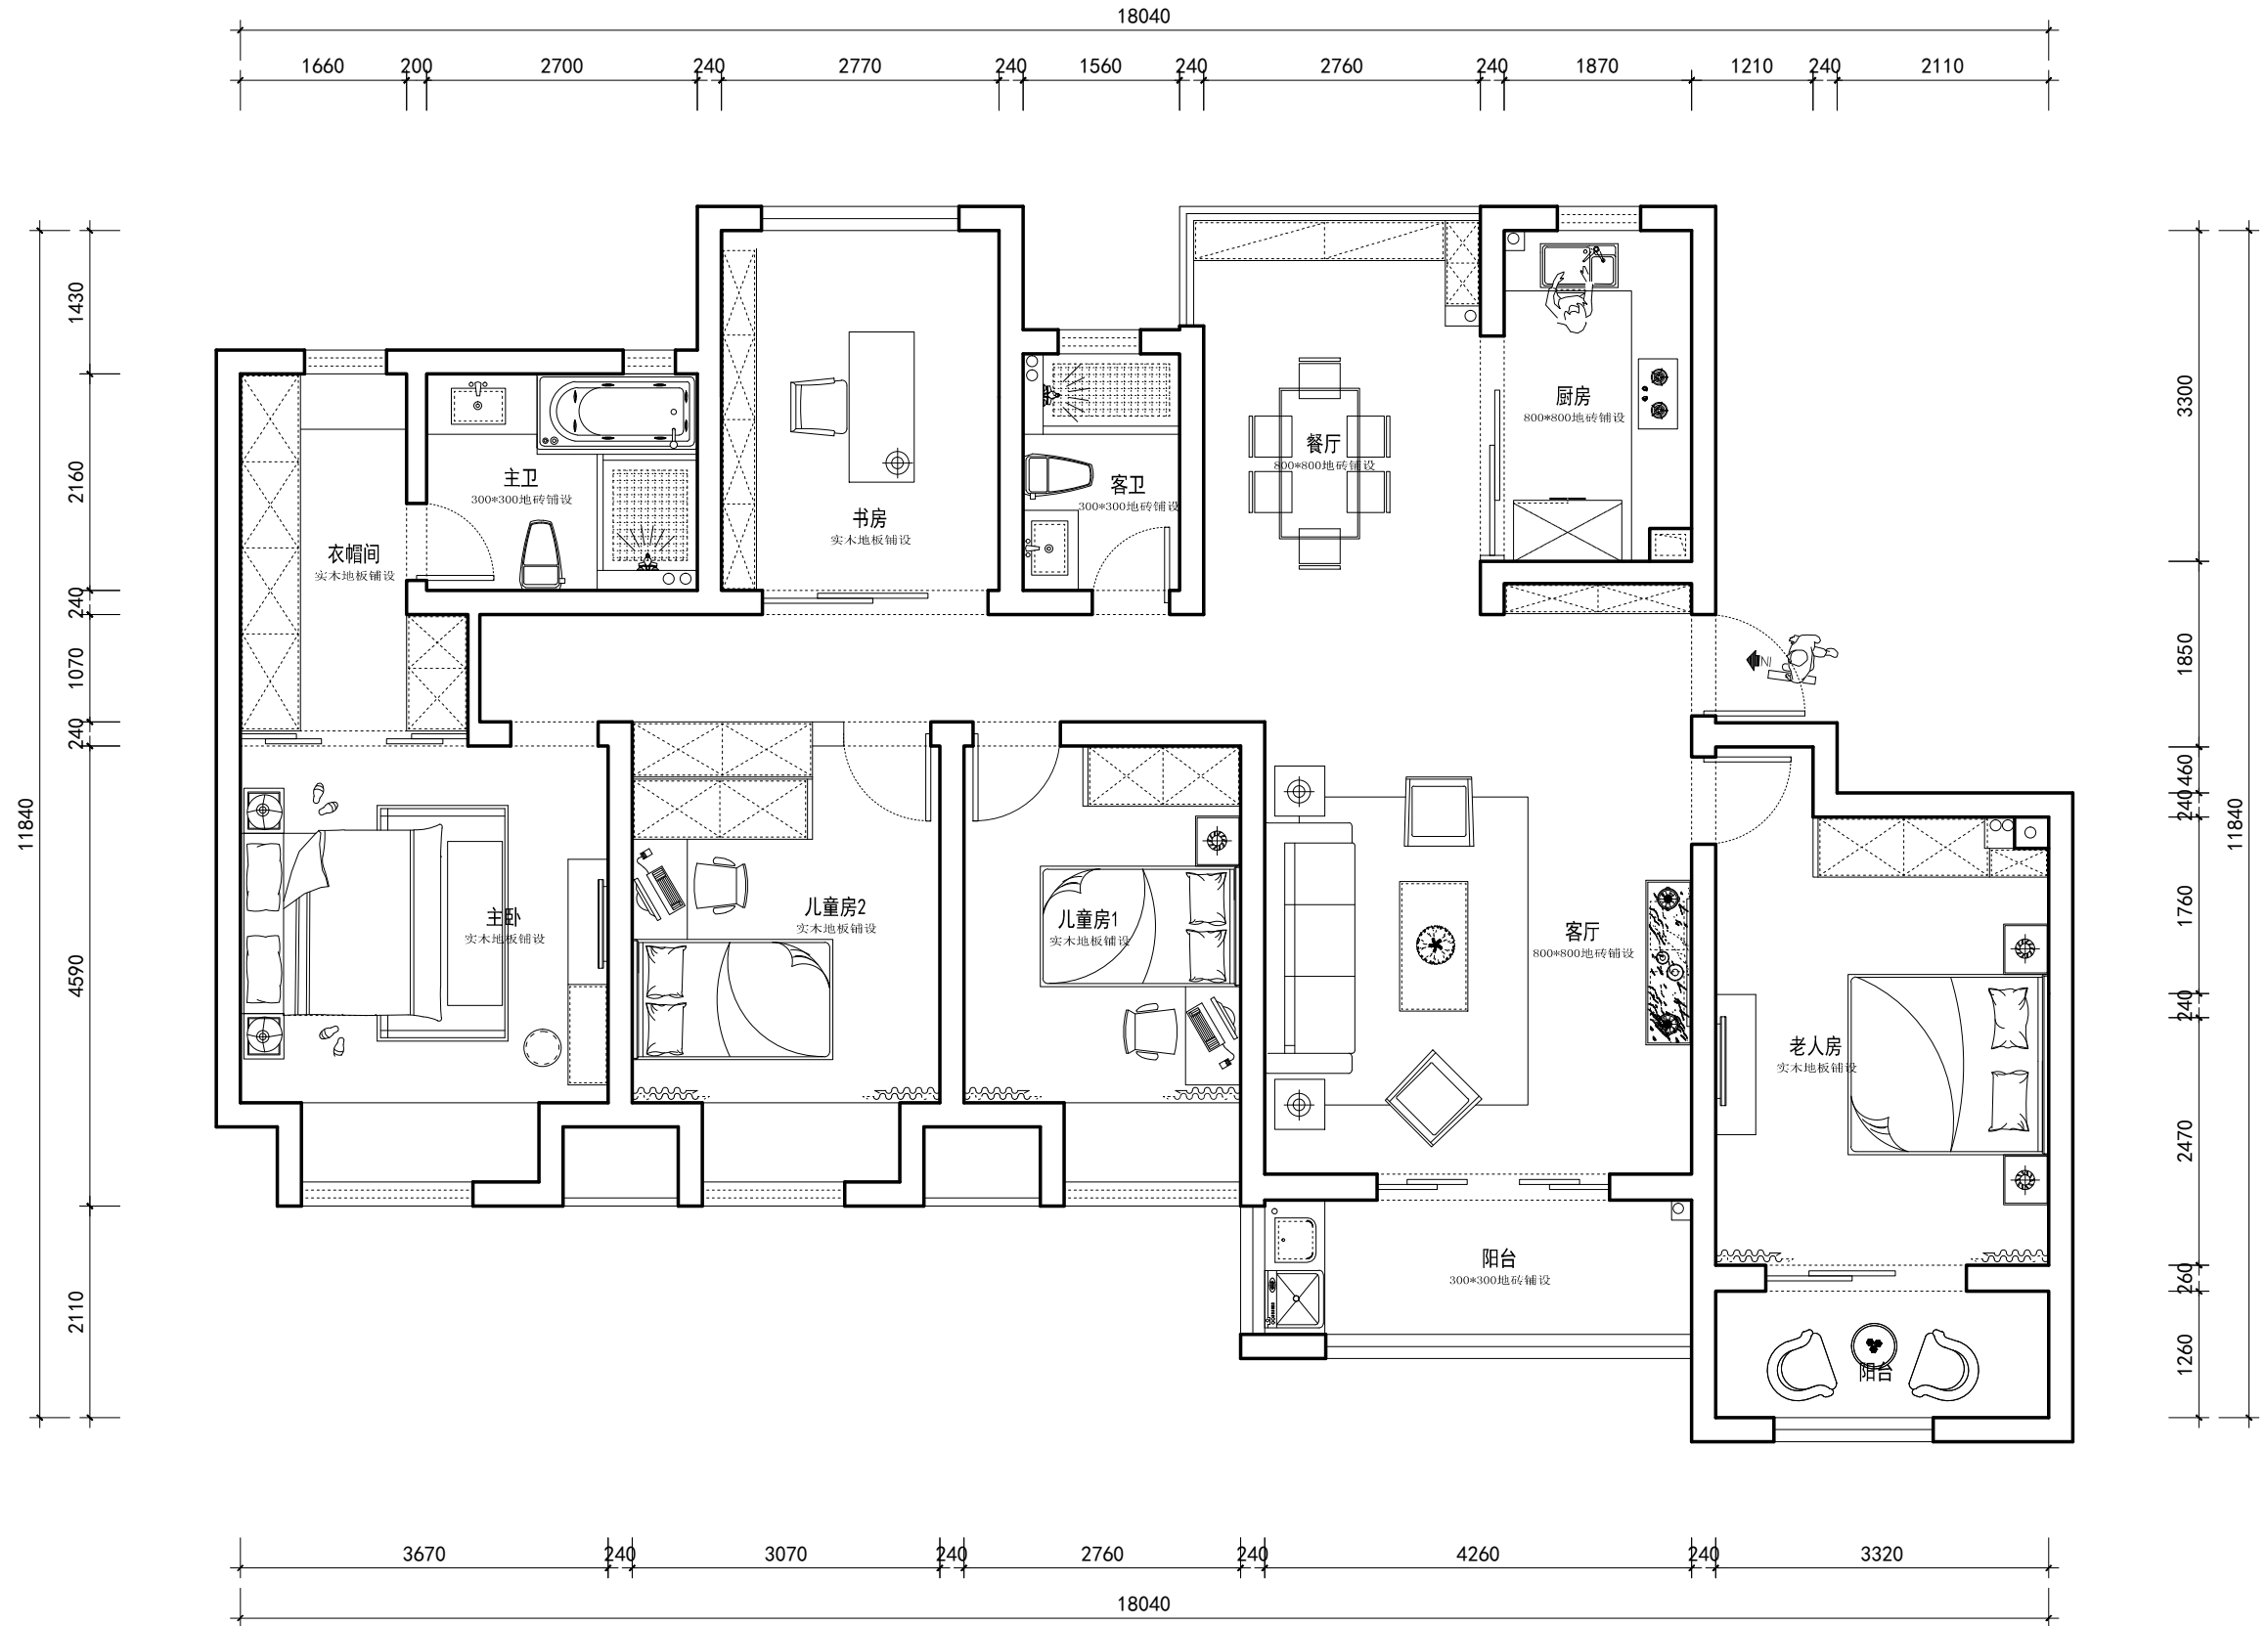 18040
1660 200 2700 240 2770 240 1560 240 2760 240 1870 1210 240 2110
11840
1430
2160
240
1070
240
4590
2110
厨房
800*800地砖铺设
餐厅
800*800地砖铺设
主卫
300*300地砖铺设
客卫
300*300地砖铺设
书房
实木地板铺设
衣帽间
实木地板铺设
IN
主卧
实木地板铺设
儿童房2
实木地板铺设
儿童房1
实木地板铺设
客厅
800*800地砖铺设
老人房
实木地板铺设
阳台
300*300地砖铺设
阳台
3300
1850
460
240
1760
240
2470
260
1260
11840
3670 240 3070 240 2760 240 4260 240 3320
18040